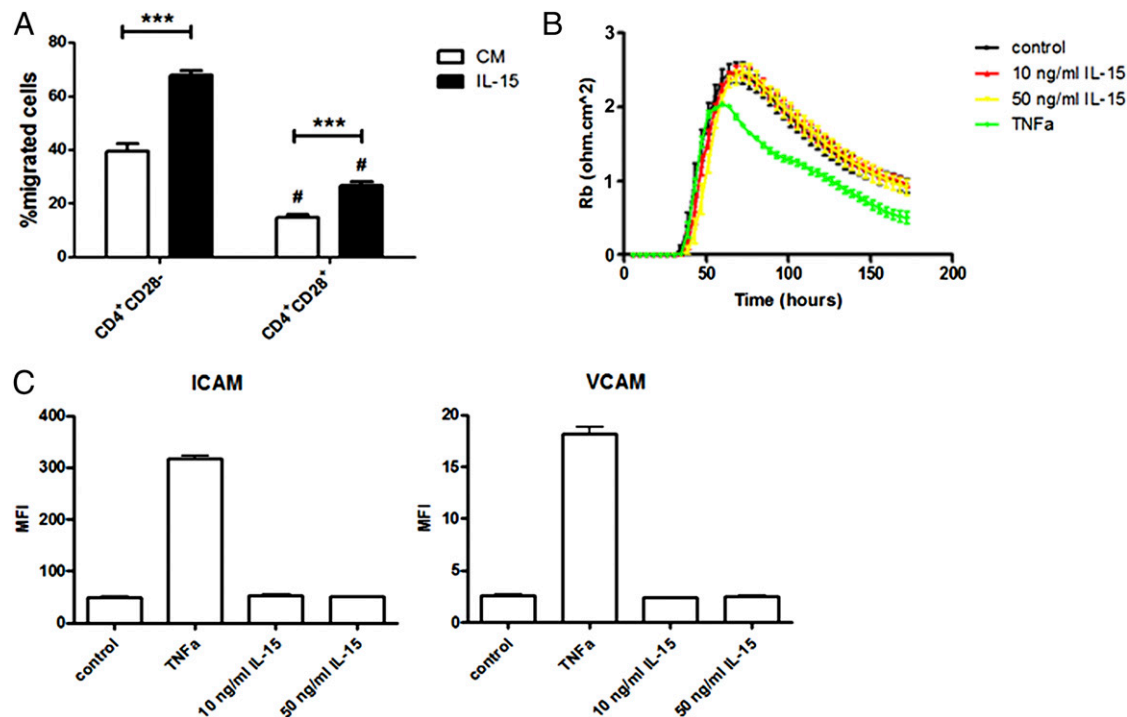 A
***
***
#
#
%migrated cells
80
60
40
20
0
CD4⁺CD28-
CD4⁺CD28⁺
CM
IL-15
B
Rb (ohm.cm^2)
3
2
1
0
0
50
100
150
200
Time (hours)
control
10 ng/ml IL-15
50 ng/ml IL-15
TNFa
C
ICAM
MFI
400
300
200
100
0
control
TNFa
10 ng/ml IL-15
50 ng/ml IL-15
VCAM
MFI
20
15
10
5
0
control
TNFa
10 ng/ml IL-15
50 ng/ml IL-15